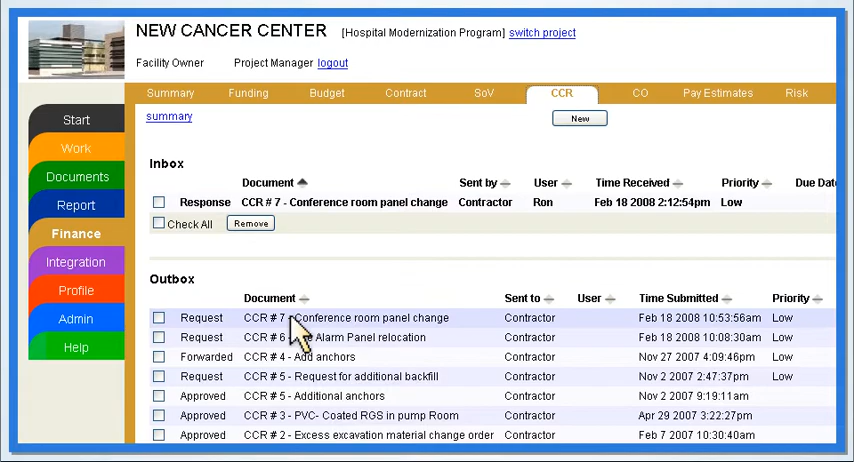 NEW CANCER CENTER [Hospital Modernization Program] switch project
Facility Owner Project Manager logout
Summary Funding Budget Contract SoV CCR CO Pay Estimates Risk
summary New
Start
Work
Documents
Report
Finance
Integration
Profile
Admin
Help
Inbox
Document Sent by User Time Received Priority Due Date
Response CCR # 7 - Conference room panel change Contractor Ron Feb 18 2008 2:12:54pm Low
Check All Remove
Outbox
Document Sent to User Time Submitted Priority
Request CCR # 7 - Conference room panel change Contractor Feb 18 2008 10:53:56am Low
Request CCR # 6 - Alarm Panel relocation Contractor Feb 18 2008 10:08:30am Low
Forwarded CCR # 4 - Add anchors Contractor Nov 27 2007 4:09:46pm Low
Request CCR # 5 - Request for additional backfill Contractor Nov 2 2007 2:47:37pm Low
Approved CCR # 5 - Additional anchors Contractor Nov 2 2007 9:19:11am
Approved CCR # 3 - PVC- Coated RGS in pump Room Contractor Apr 29 2007 3:22:27pm
Approved CCR # 2 - Excess excavation material change order Contractor Feb 7 2007 10:30:40am